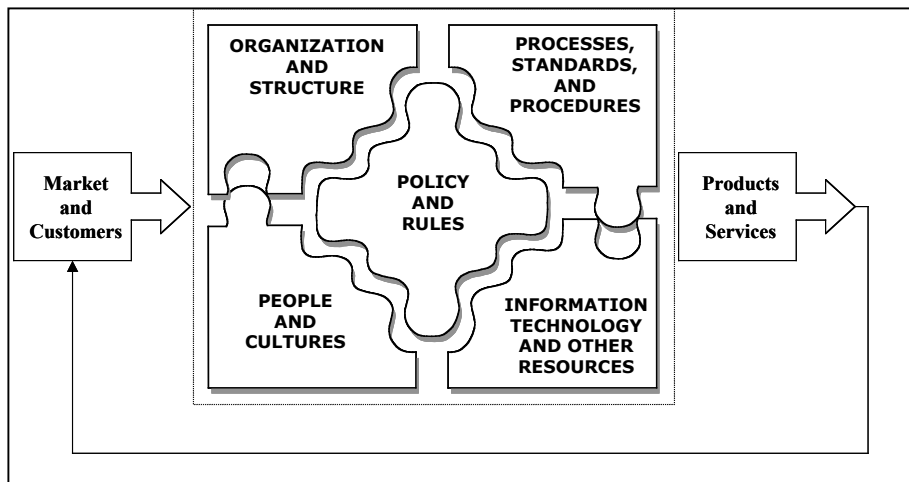 ORGANIZATION
AND
STRUCTURE
PROCESSES,
STANDARDS,
AND
PROCEDURES
Market
and
Customers
POLICY
AND
RULES
Products
and
Services
PEOPLE
AND
CULTURES
INFORMATION
TECHNOLOGY
AND OTHER
RESOURCES